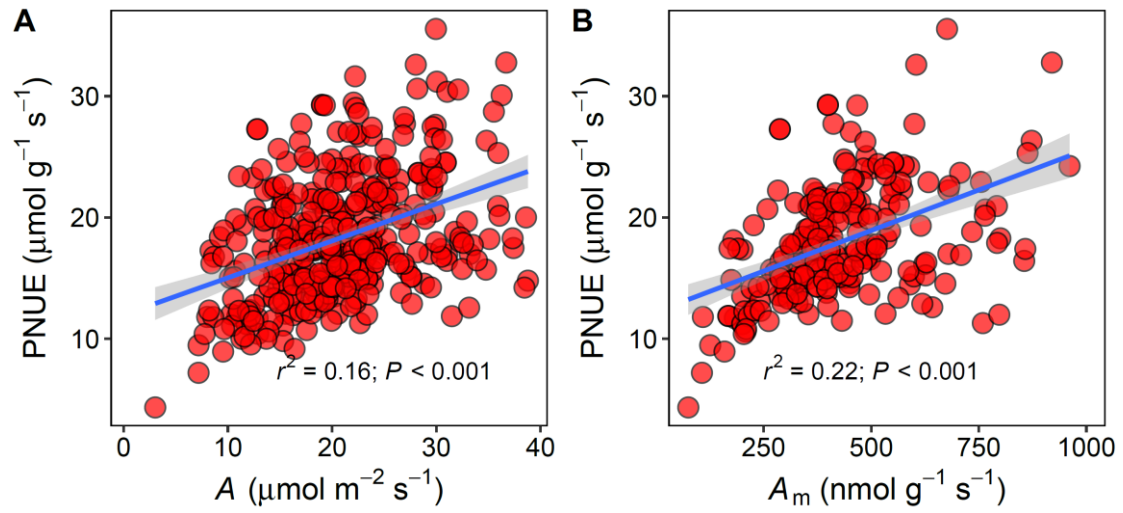 A
PNUE (μmol g⁻¹ s⁻¹)
30
20
10
r² = 0.16; P < 0.001
0 10 20 30 40
A (μmol m⁻² s⁻¹)
B
PNUE (μmol g⁻¹ s⁻¹)
30
20
10
r² = 0.22; P < 0.001
250 500 750 1000
Aₘ (nmol g⁻¹ s⁻¹)